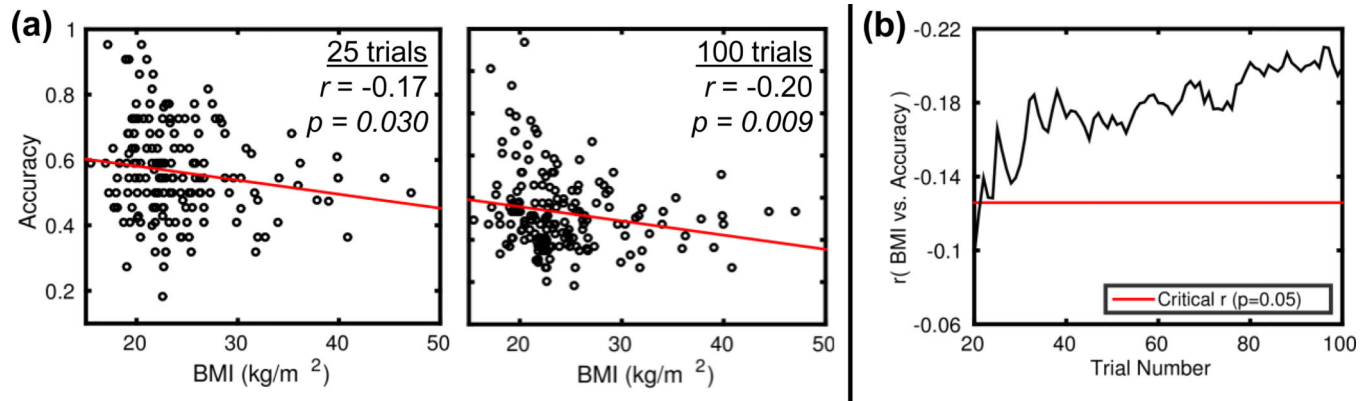 (a)
1
0.8
0.6
0.4
0.2
Accuracy
25 trials
r = -0.17
p = 0.030
20 30 40 50
BMI (kg/m ²)
100 trials
r = -0.20
p = 0.009
20 30 40 50
BMI (kg/m ²)
(b)
-0.22
-0.18
-0.14
-0.1
-0.06
r( BMI vs. Accuracy )
Critical r (p=0.05)
20 40 60 80 100
Trial Number